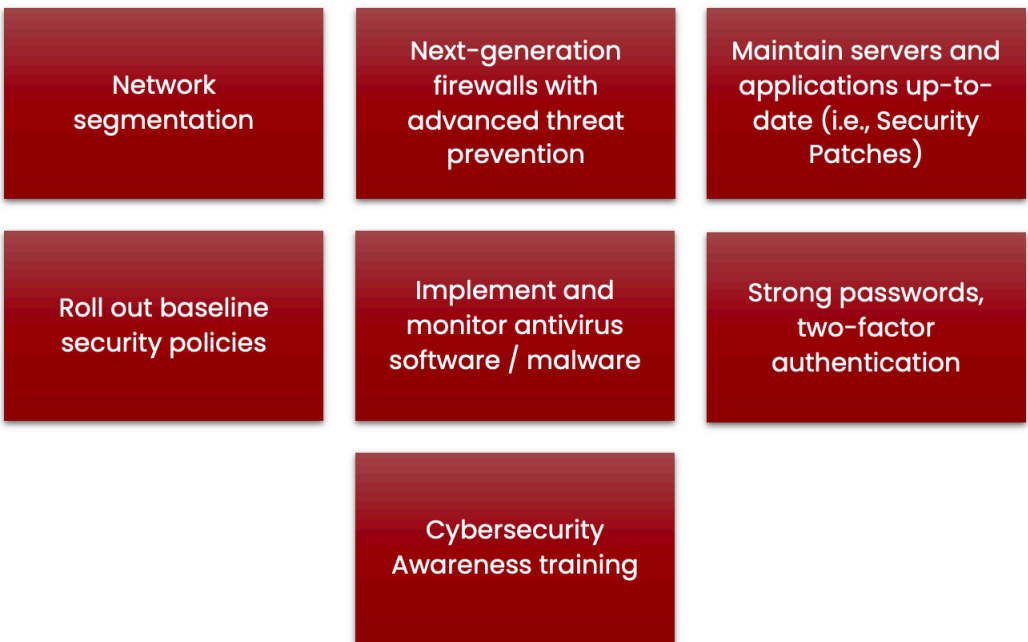 Network
segmentation
Next-generation
firewalls with
advanced threat
prevention
Maintain servers and
applications up-to-
date (i.e., Security
Patches)
Roll out baseline
security policies
Implement and
monitor antivirus
software / malware
Strong passwords,
two-factor
authentication
Cybersecurity
Awareness training